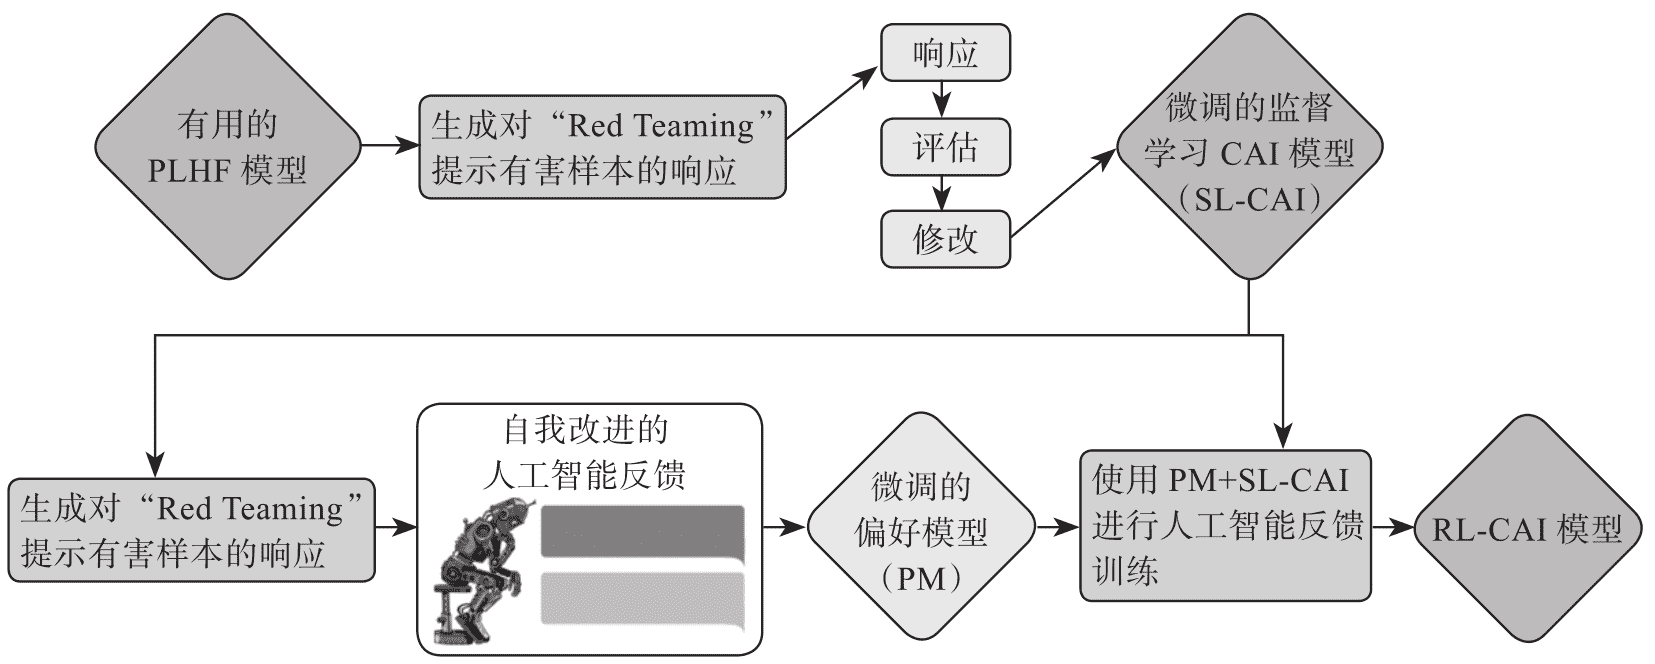 有用的
PLHF 模型
生成对“Red Teaming”
提示有害样本的响应
响应
评估
修改
微调的监督
学习 CAI 模型
（SL-CAI）
生成对“Red Teaming”
提示有害样本的响应
自我改进的
人工智能反馈
微调的
偏好模型
（PM）
使用 PM+SL-CAI
进行人工智能反馈
训练
RL-CAI 模型